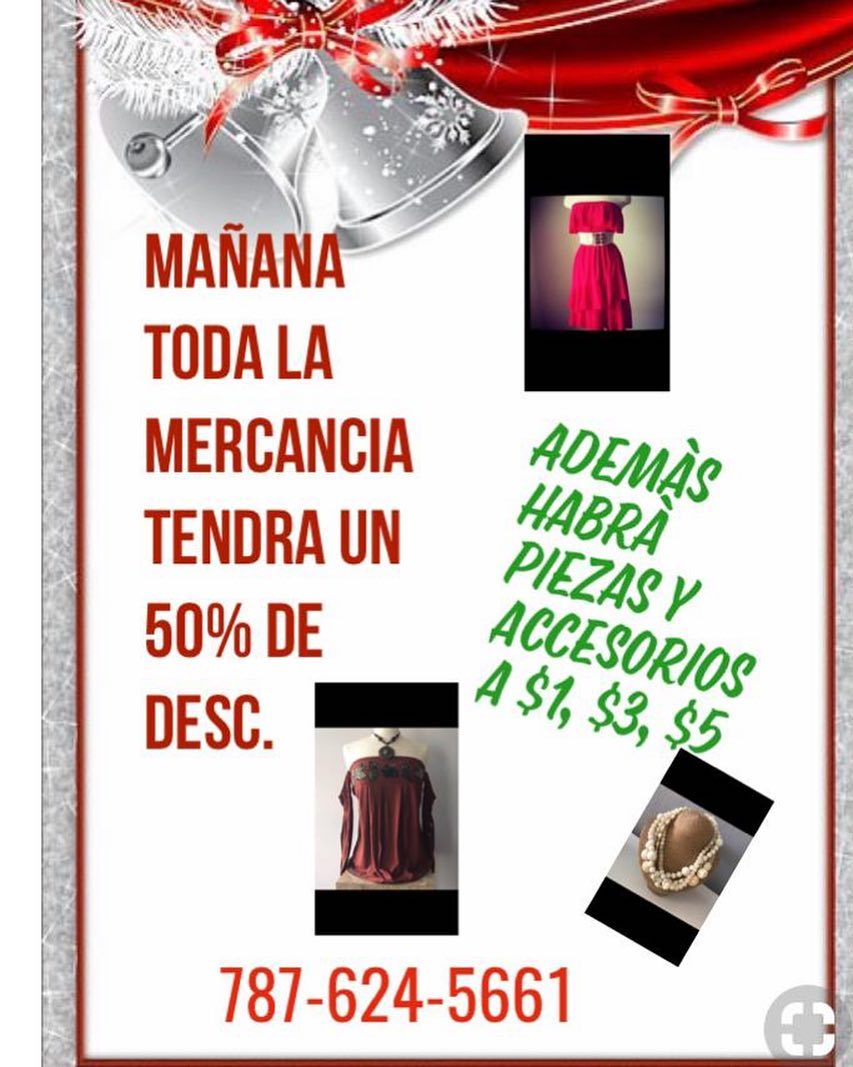 MAÑANA
TODA LA
MERCANCIA
TENDRA UN
50% DE
DESC.
ADEMÀS
HABRÀ
PIEZAS Y
ACCESORIOS
A $1, $3, $5
787-624-5661